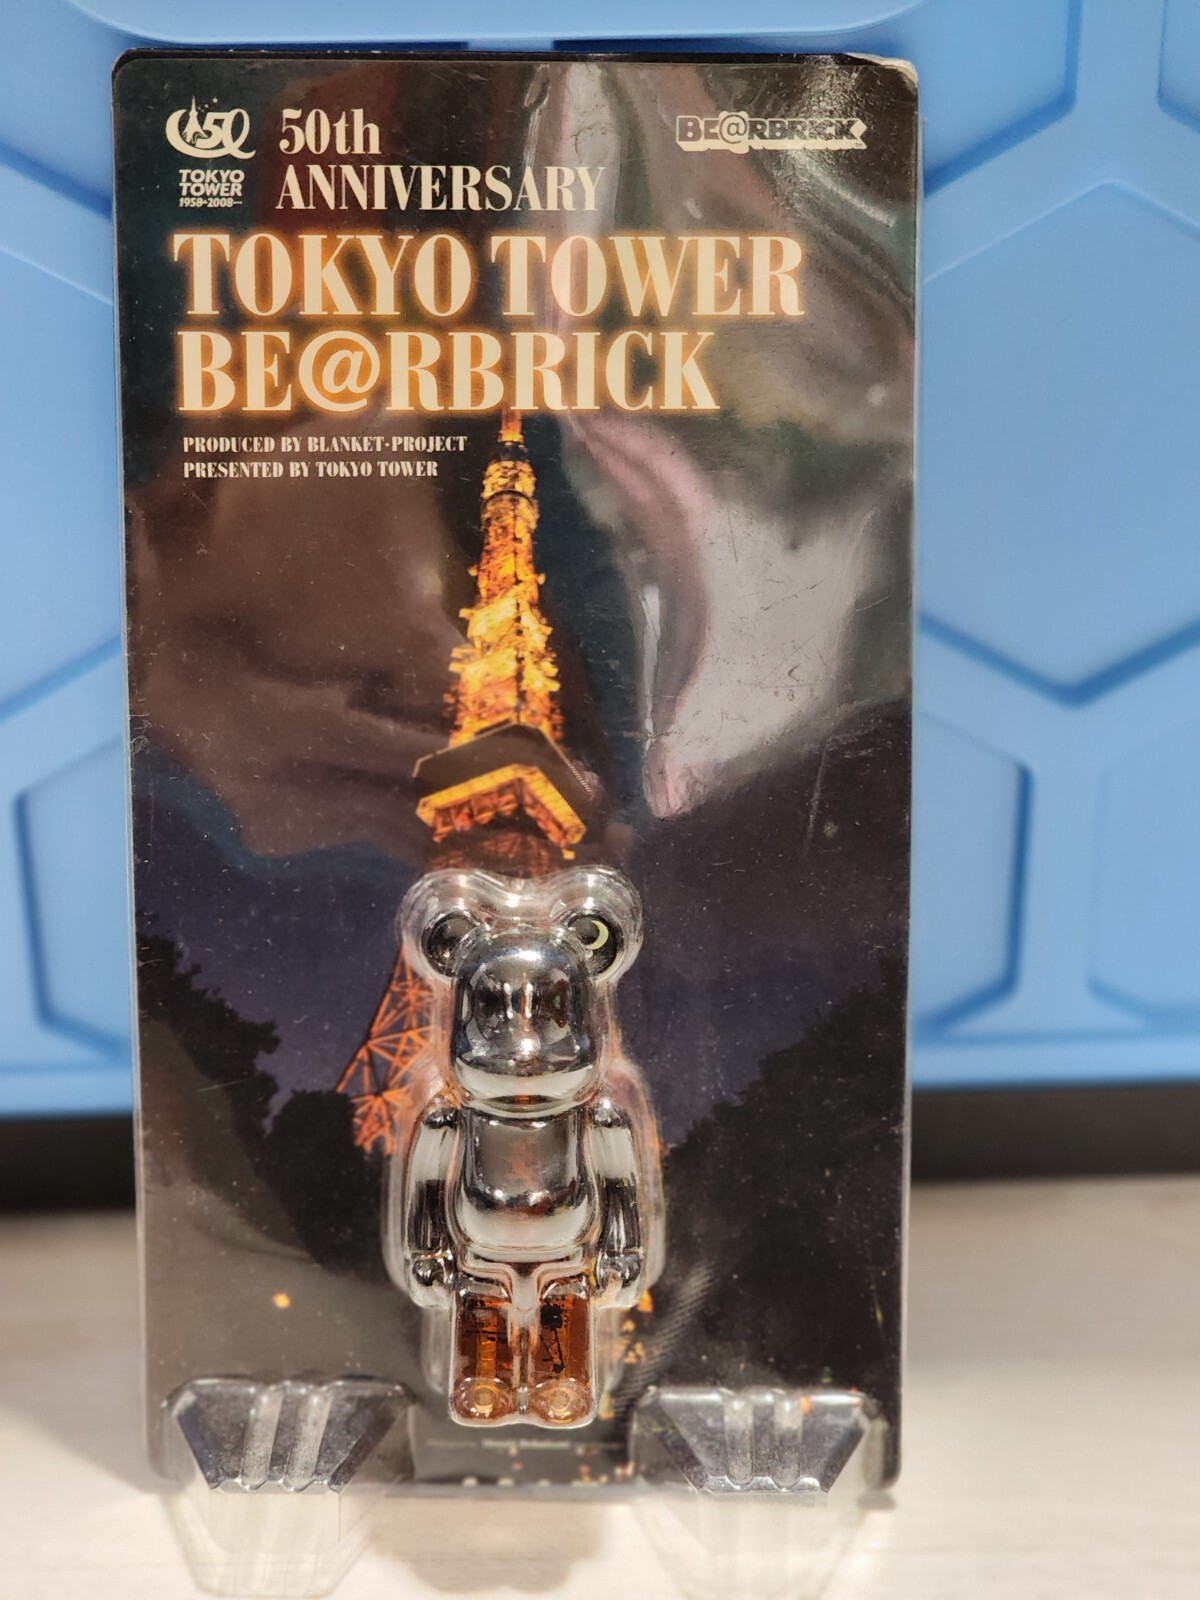 50
TOKYO
TOWER
1958-2008
50th
ANNIVERSARY
BE@RBRICK
TOKYO TOWER
BE@RBRICK
PRODUCED BY BLANKET·PROJECT
PRESENTED BY TOKYO TOWER